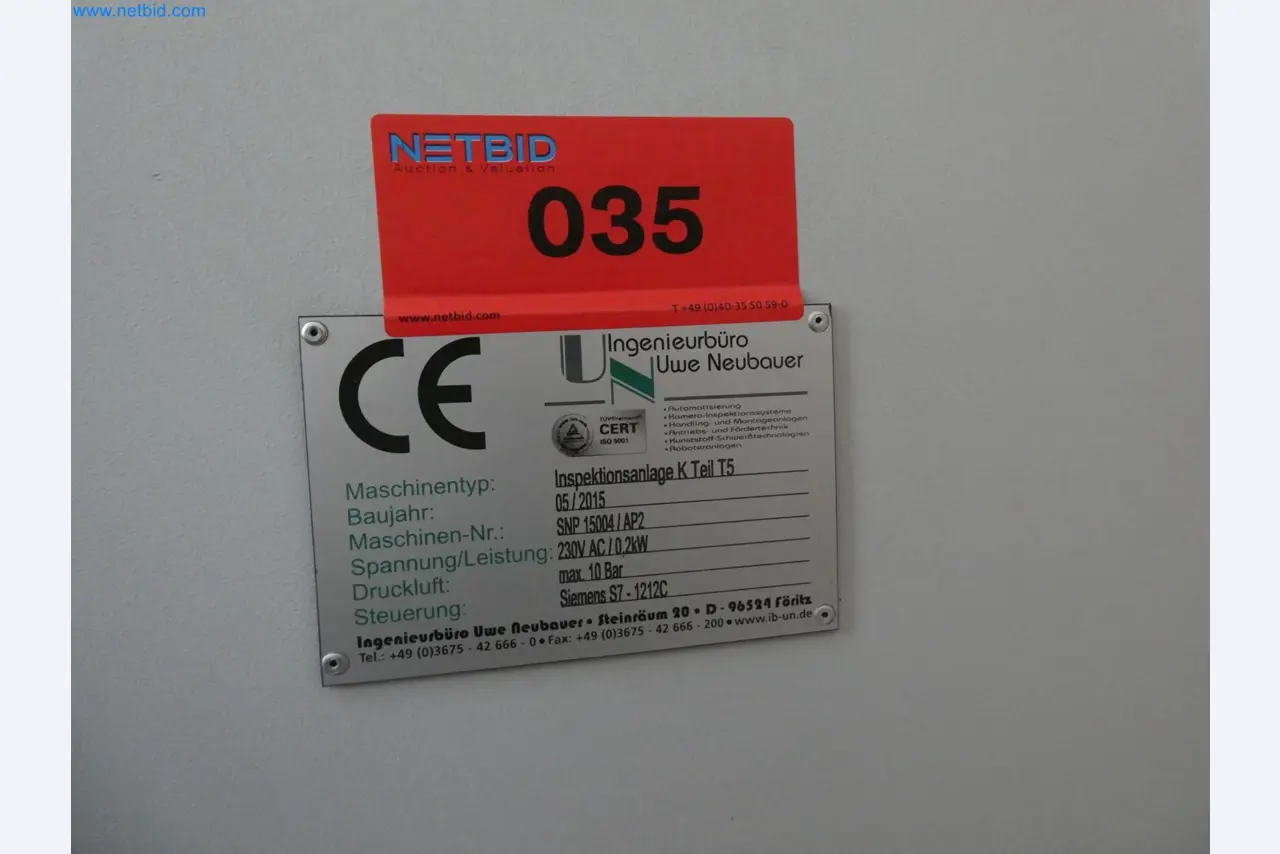 www.netbid.com
NETBID
Auction & Valuation
035
www.netbid.com T +49 (0)40-35 50 59-0
CE
UN Ingenieurbüro
Uwe Neubauer
• Automatisierung
• Kamera-Inspektionssysteme
• Handling- und Montageanlagen
• Antriebs- und Fördertechnik
• Kunststoff-Schweißtechnologien
• Roboteranlagen
CERT
ISO 9001
Maschinentyp: Inspektionsanlage K Teil T5
Baujahr: 05 / 2015
Maschinen-Nr.: SNP 15004 / AP2
Spannung/Leistung: 230V AC / 0,2kW
Druckluft: max. 10 Bar
Steuerung: Siemens S7 - 1212C
Ingenieurbüro Uwe Neubauer • Steinräum 20 • D - 96524 Föritz
Tel.: +49 (0)3675 - 42 666 - 0 • Fax: +49 (0)3675 - 42 666 - 200 • www.ib-un.de